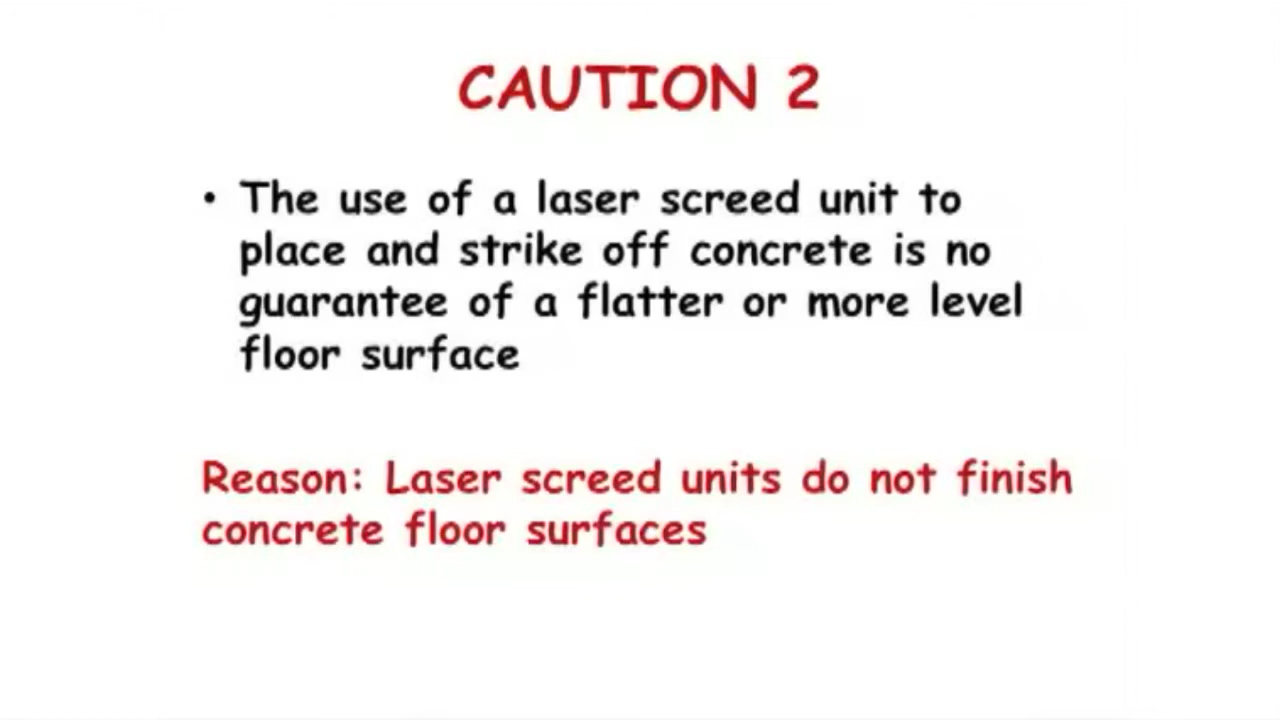 CAUTION 2
• The use of a laser screed unit to
place and strike off concrete is no
guarantee of a flatter or more level
floor surface
Reason: Laser screed units do not finish
concrete floor surfaces